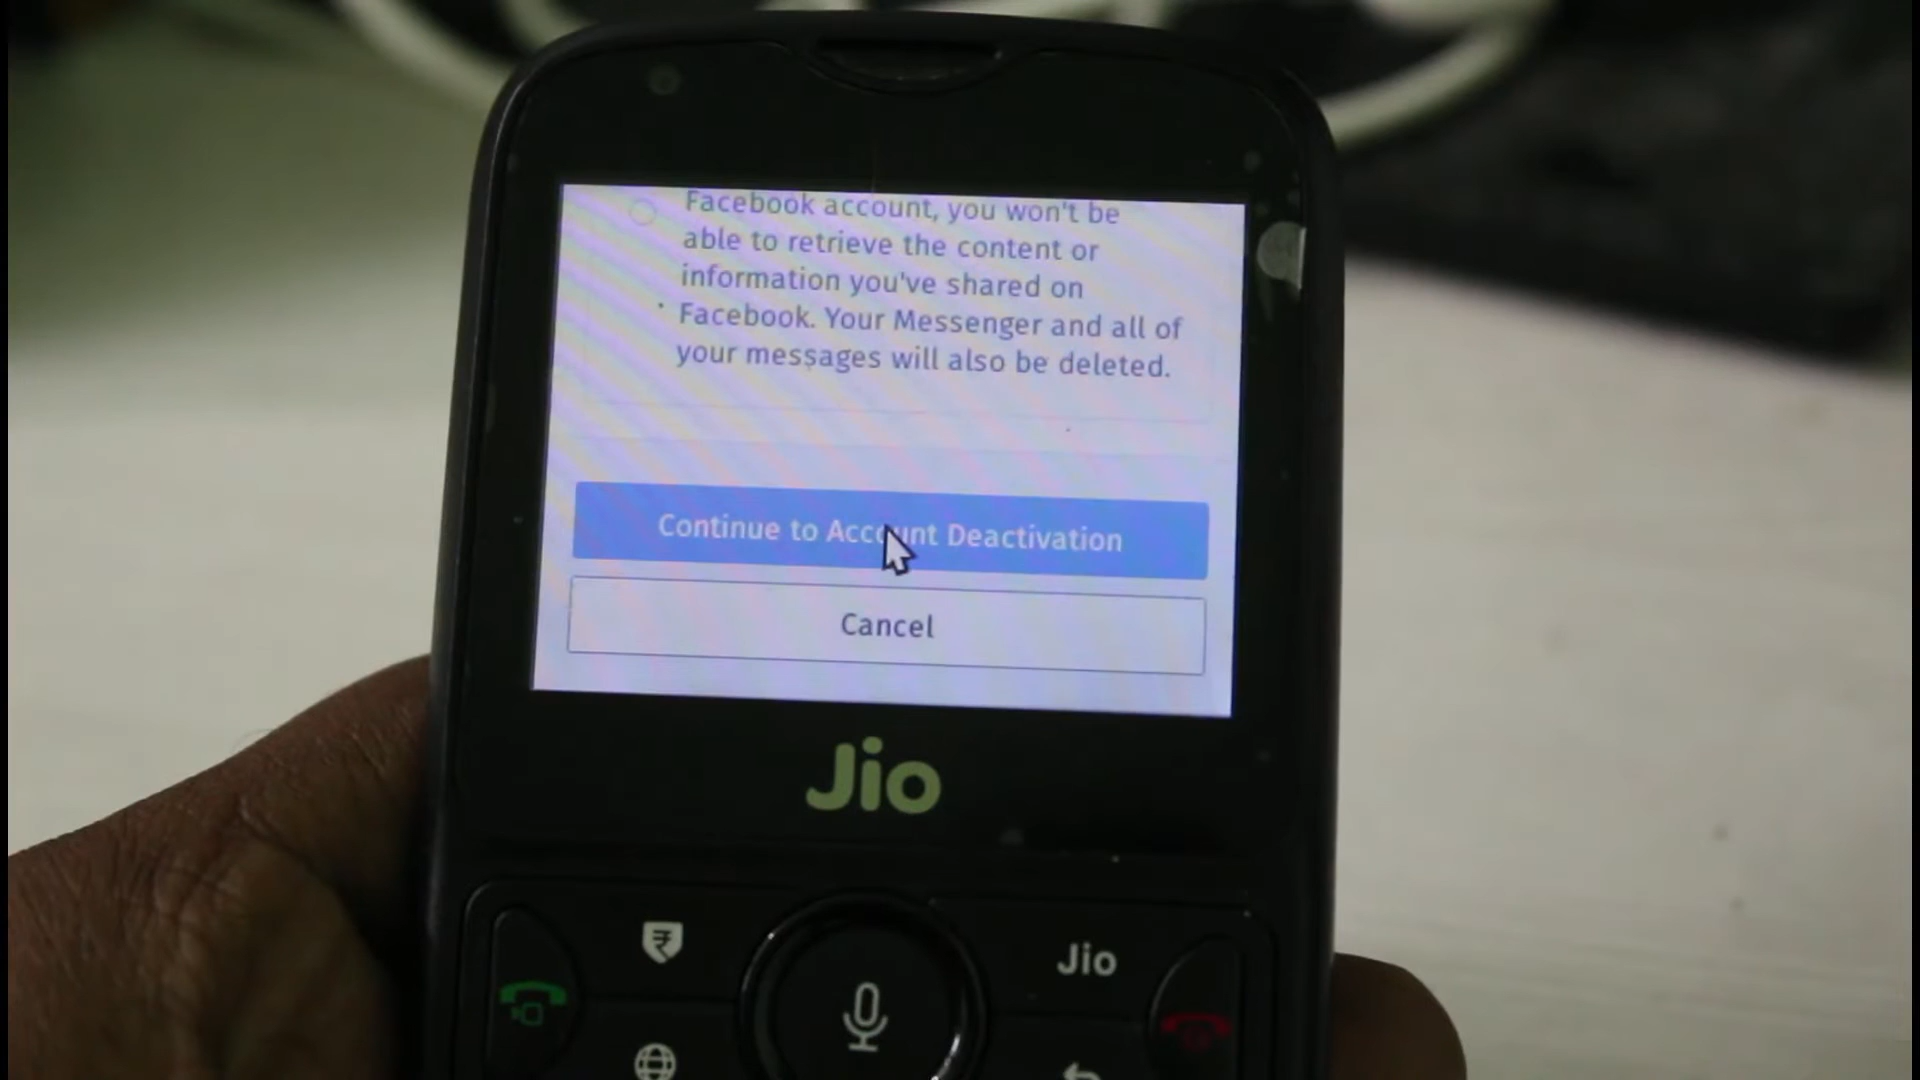 Facebook account, you won't be
able to retrieve the content or
information you've shared on
Facebook. Your Messenger and all of
your messages will also be deleted.
Continue to Account Deactivation
Cancel
Jio
₹
Jio